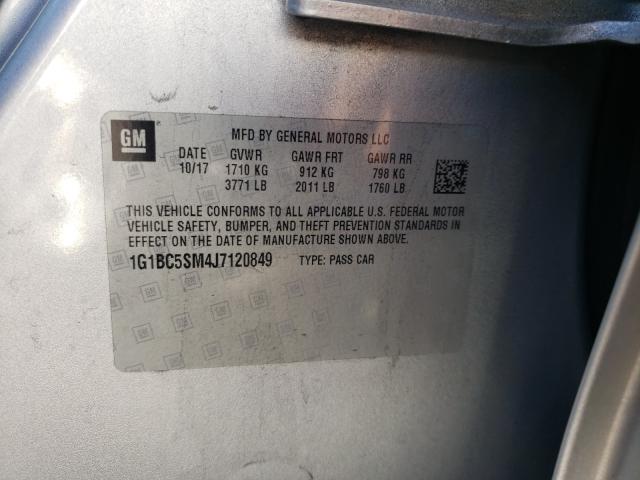 GM MFD BY GENERAL MOTORS LLC
DATE GVWR GAWR FRT GAWR RR
10/17 1710 KG 912 KG 798 KG
3771 LB 2011 LB 1760 LB
THIS VEHICLE CONFORMS TO ALL APPLICABLE U.S. FEDERAL MOTOR
VEHICLE SAFETY, BUMPER, AND THEFT PREVENTION STANDARDS IN
EFFECT ON THE DATE OF MANUFACTURE SHOWN ABOVE.
1G1BC5SM4J7120849 TYPE: PASS CAR